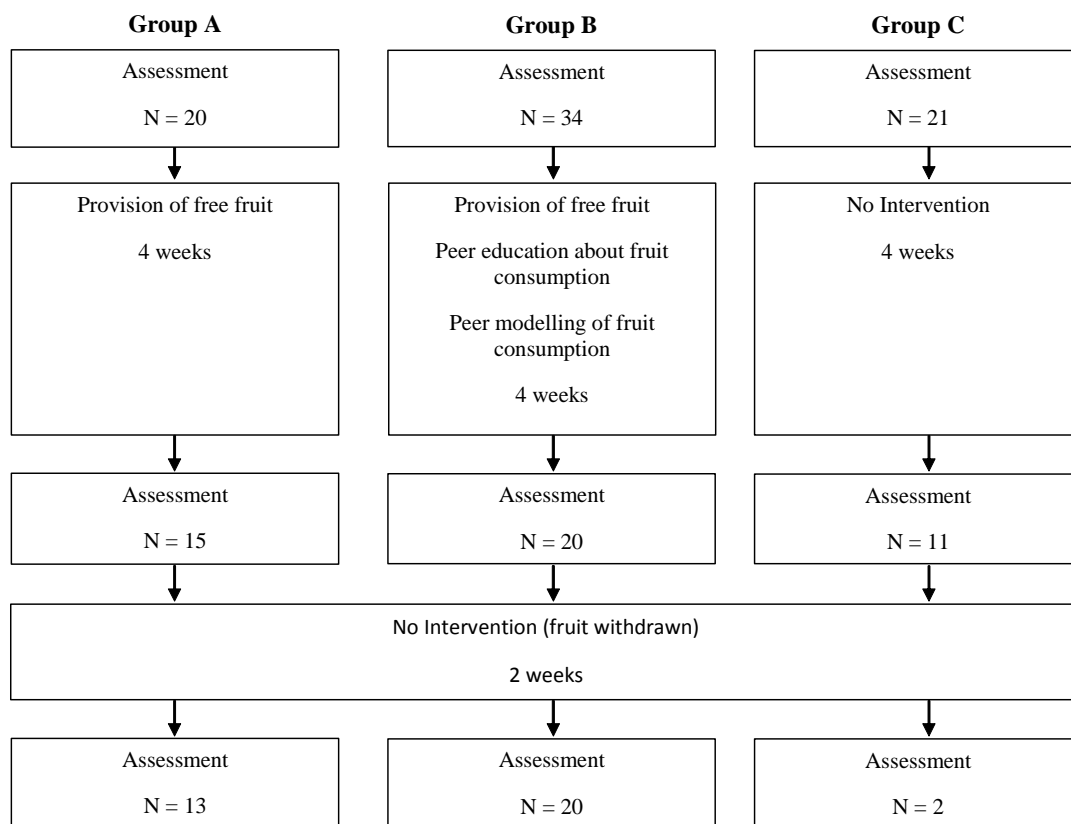 Group A
Group B
Group C
Assessment
N = 20
Assessment
N = 34
Assessment
N = 21
Provision of free fruit
4 weeks
Provision of free fruit
Peer education about fruit
consumption
Peer modelling of fruit
consumption
4 weeks
No Intervention
4 weeks
Assessment
N = 15
Assessment
N = 20
Assessment
N = 11
No Intervention (fruit withdrawn)
2 weeks
Assessment
N = 13
Assessment
N = 20
Assessment
N = 2